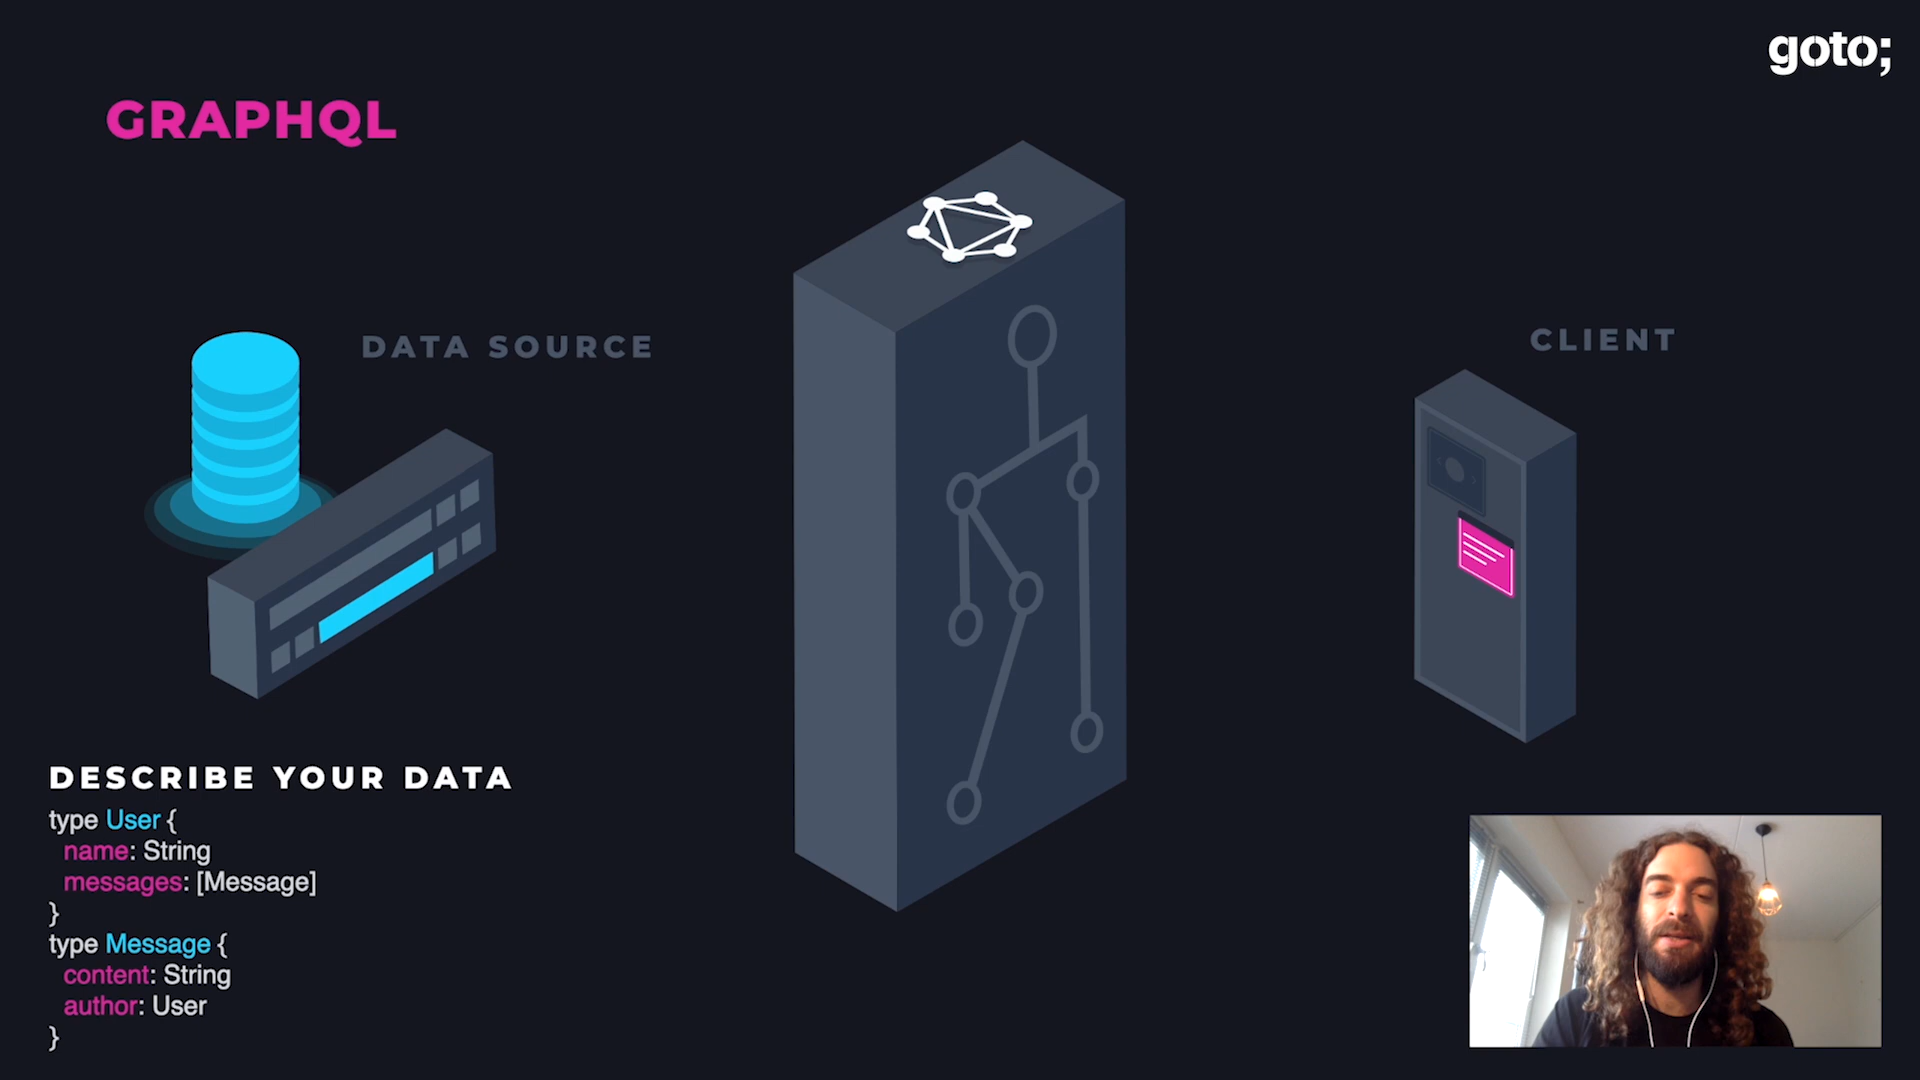 goto;
GRAPHQL
DATA SOURCE
CLIENT
DESCRIBE YOUR DATA
type User {
name: String
messages: [Message]
}
type Message {
content: String
author: User
}